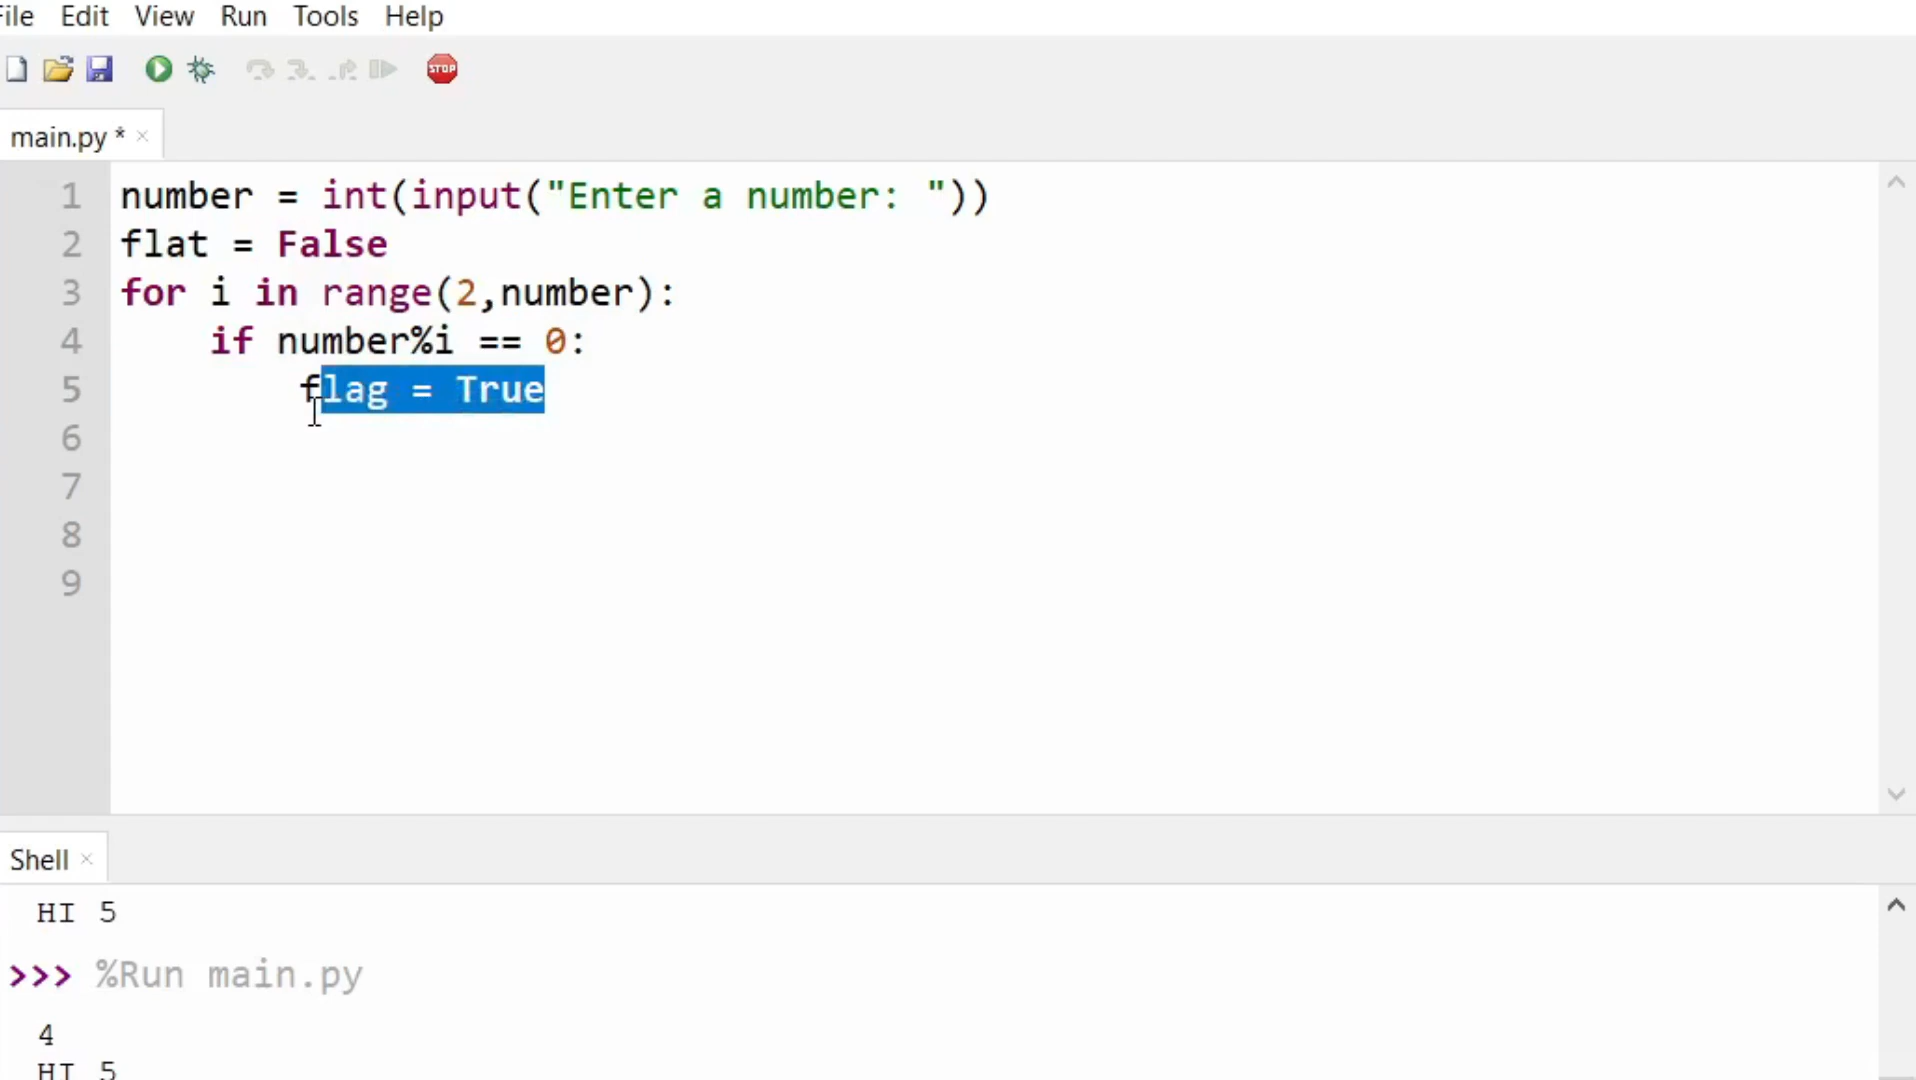 File Edit View Run Tools Help
STOP
main.py * ×
1 number = int(input("Enter a number: "))
2 flat = False
3 for i in range(2,number):
4 if number%i == 0:
5 flag = True
6
7
8
9
Shell ×
HI 5
>>> %Run main.py
4
HI 5